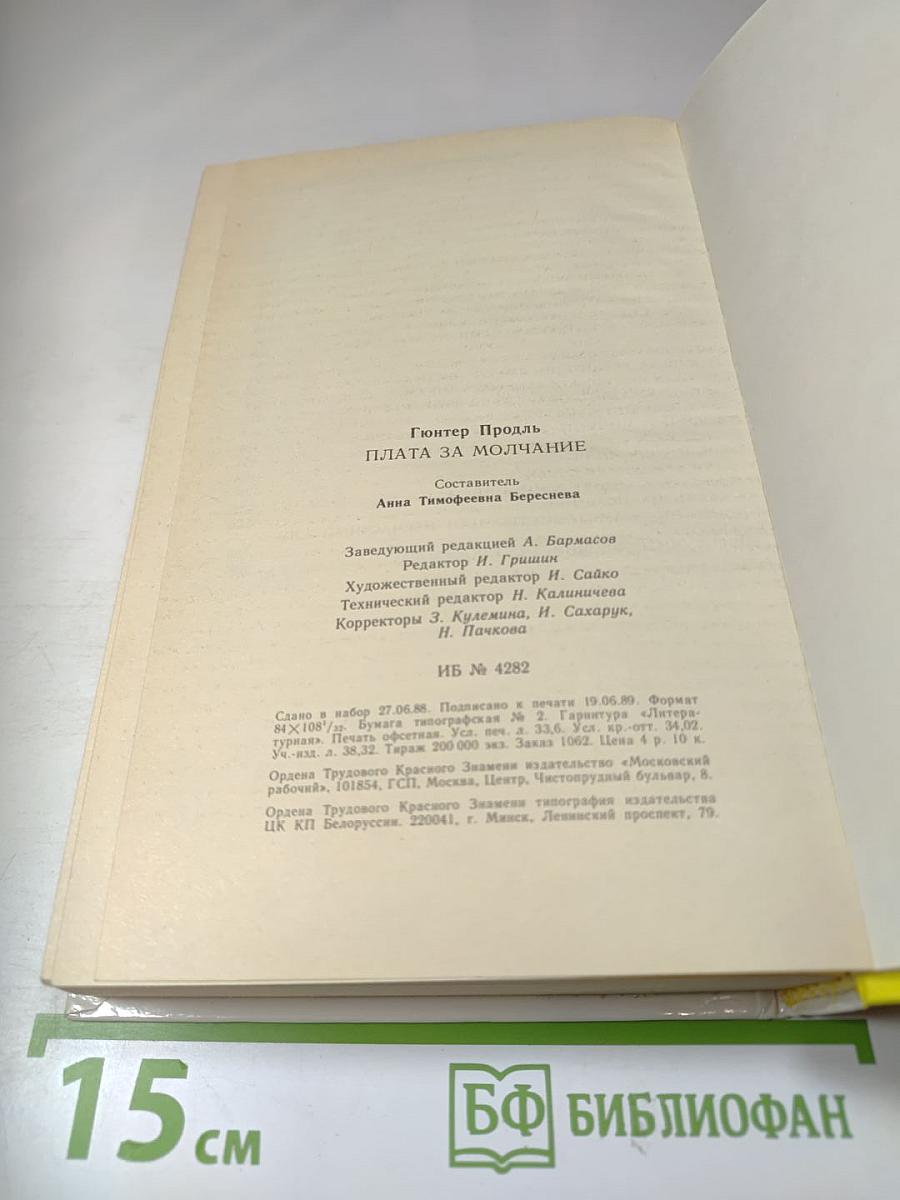 Гюнтер Продль
ПЛАТА ЗА МОЛЧАНИЕ
Составитель
Анна Тимофеевна Береснева
Заведующий редакцией А. Бармасов
Редактор И. Гришин
Художественный редактор И. Сайко
Технический редактор Н. Калиничева
Корректоры З. Кулемина, И. Сахарук,
Н. Пачкова
ИБ № 4282
Сдано в набор 27.06.88. Подписано к печати 19.06.89. Формат
84×108¹/₃₂. Бумага типографская № 2. Гарнитура «Литера-
турная». Печать офсетная. Усл. печ. л. 33,6. Усл. кр.-отт. 34,02.
Уч.-изд. л. 38,32. Тираж 200 000 экз. Заказ 1062. Цена 4 р. 10 к.
Ордена Трудового Красного Знамени издательство «Московский
рабочий», 101854, ГСП, Москва, Центр, Чистопрудный бульвар, 8.
Ордена Трудового Красного Знамени типография издательства
ЦК КП Белоруссии. 220041, г. Минск, Ленинский проспект, 79.
15 см
БФ БИБЛИОФАН